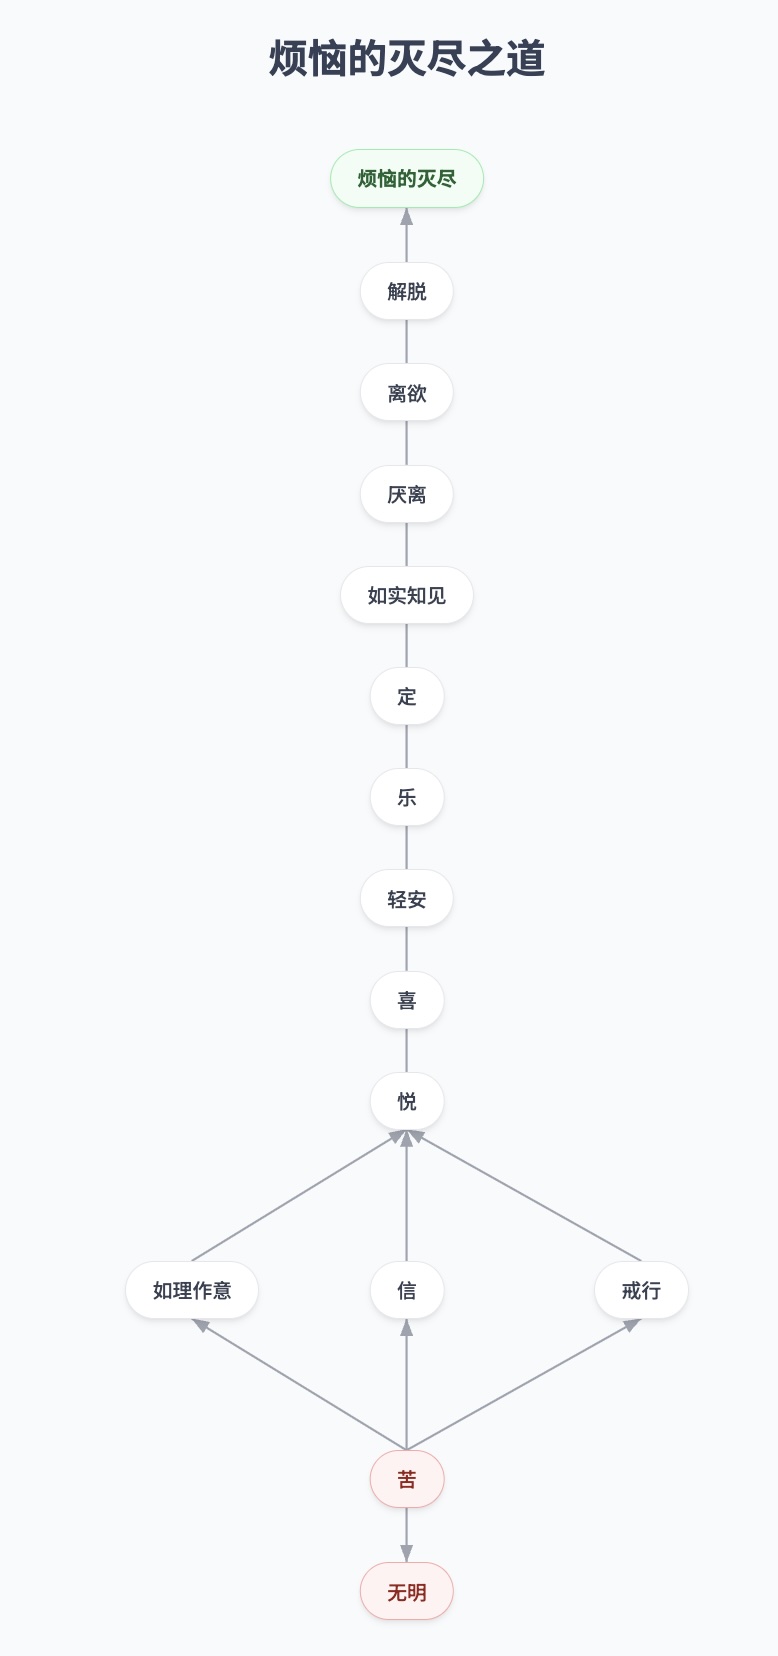 烦恼的灭尽之道
烦恼的灭尽
解脱
离欲
厌离
如实知见
定
乐
轻安
喜
悦
如理作意
信
戒行
苦
无明